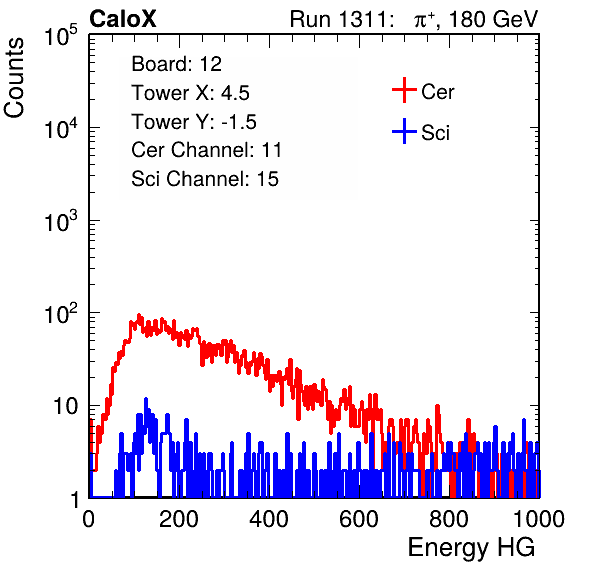 CaloX Run 1311: π⁺, 180 GeV
Board: 12
Tower X: 4.5
Tower Y: -1.5
Cer Channel: 11
Sci Channel: 15
Cer
Sci
Counts
10⁵
10⁴
10³
10²
10
1
0 200 400 600 800 1000
Energy HG